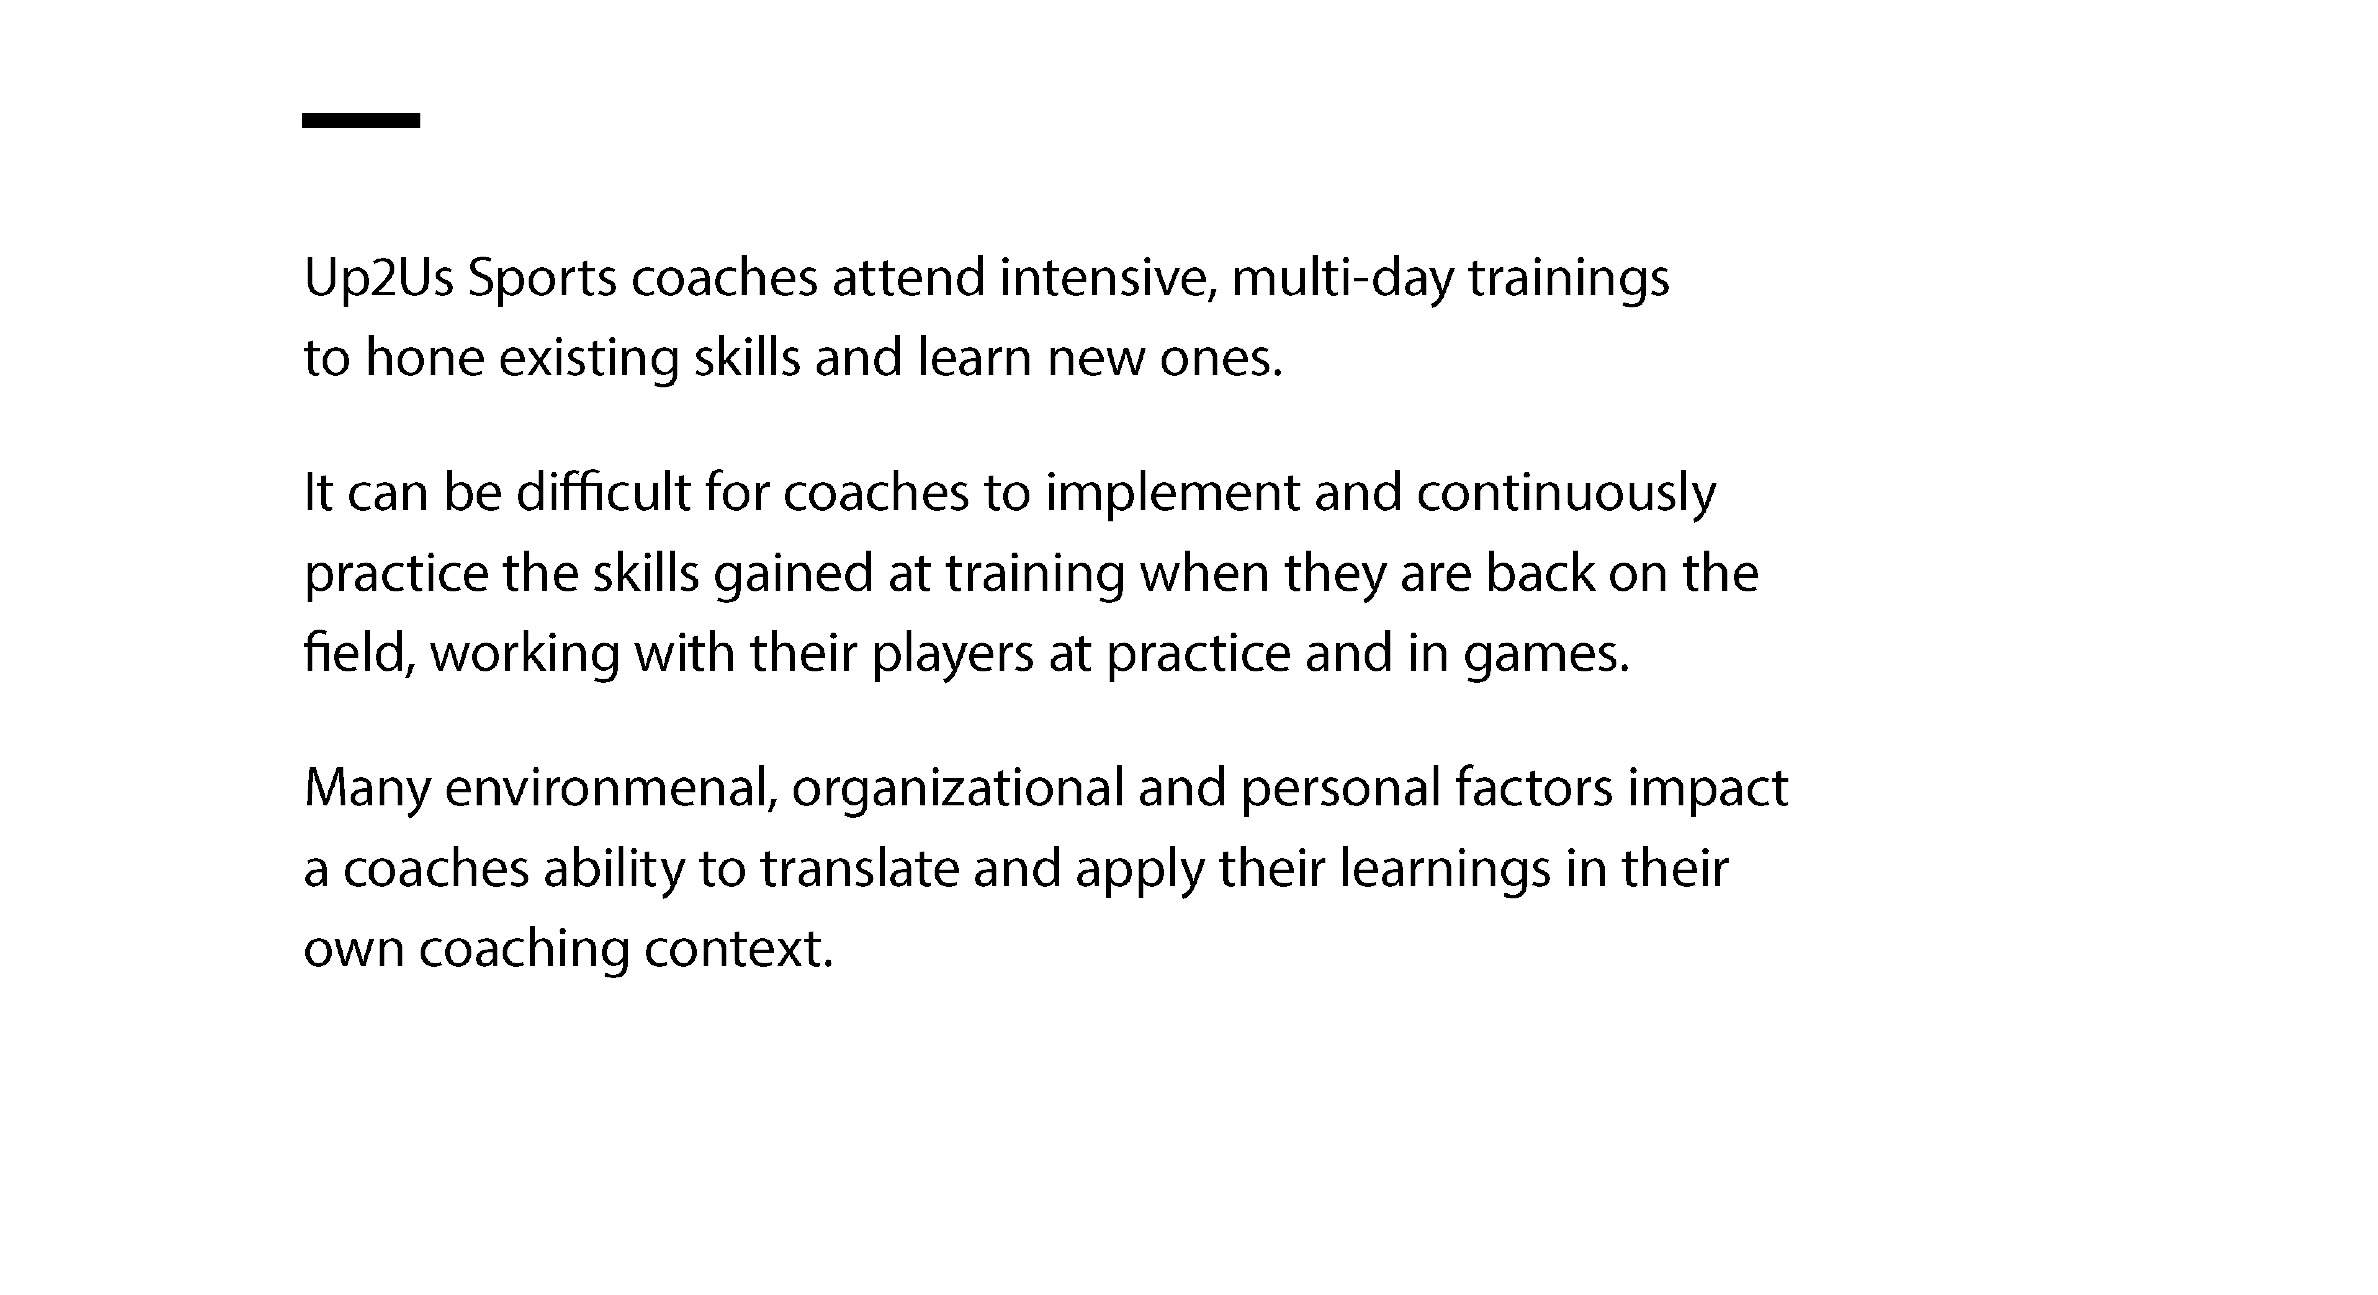 Up2Us Sports coaches attend intensive, multi-day trainings
to hone existing skills and learn new ones.
It can be difficult for coaches to implement and continuously
practice the skills gained at training when they are back on the
field, working with their players at practice and in games.
Many environmenal, organizational and personal factors impact
a coaches ability to translate and apply their learnings in their
own coaching context.